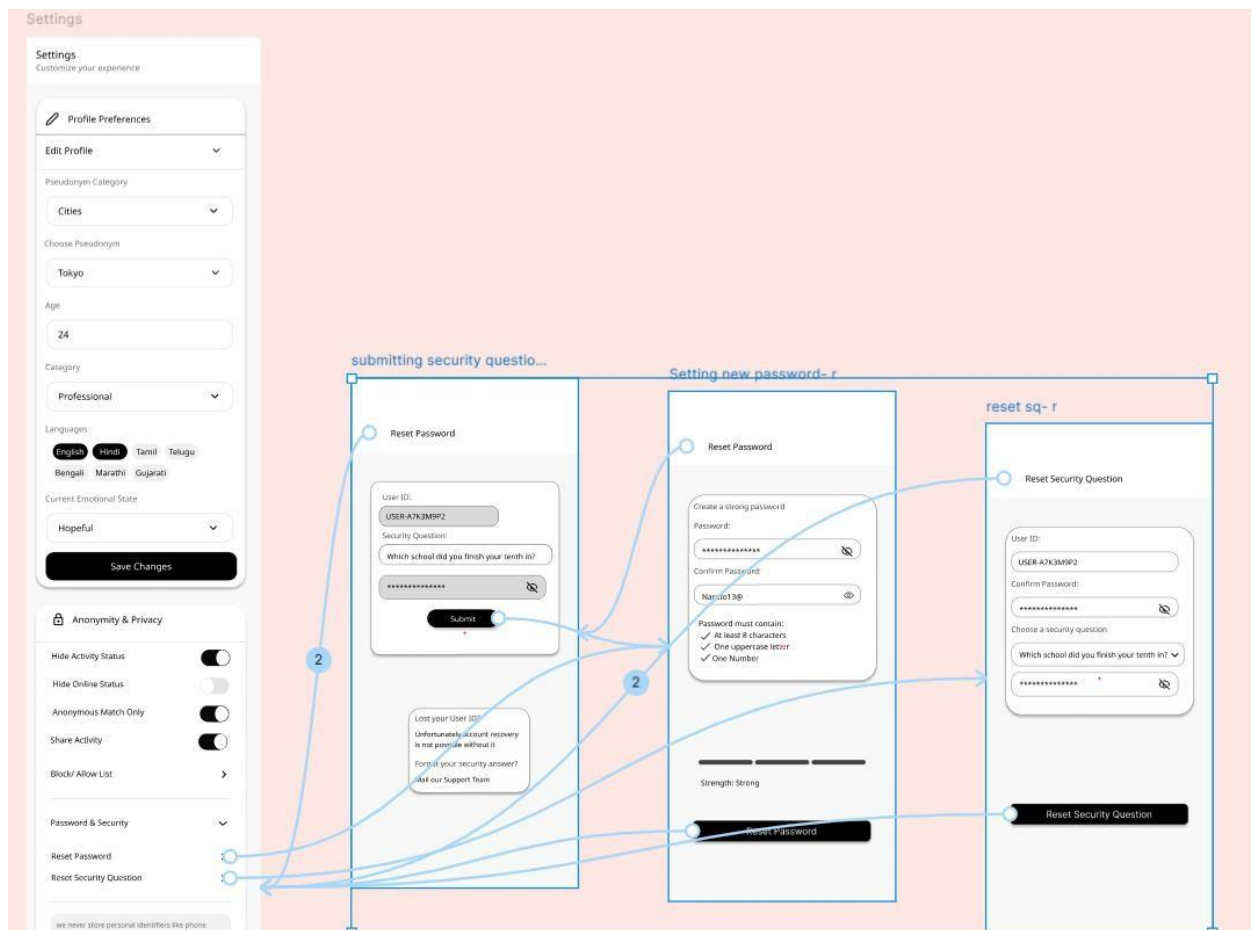 Settings
Settings
Customize your experience
Profile Preferences
Edit Profile
Pseudonym Category
Cities
Choose Pseudonym
Tokyo
Age
24
Category
Professional
Languages
English Hindi Tamil Telugu
Bengali Marathi Gujarati
Current Emotional State
Hopeful
Save Changes
Anonymity & Privacy
Hide Activity Status
Hide Online Status
Anonymous Match Only
Share Activity
Block/ Allow List
Password & Security
Reset Password
Reset Security Question
we never store personal identifiers like phone
2
submitting security questio...
Reset Password
User ID:
USER-A7K3M9P2
Security Question:
Which school did you finish your tenth in?
**************
Submit
*
Lost your User ID?
Unfortunately account recovery
is not possible without it
Forgot your security answer?
Mail our Support Team
2
Setting new password- r
Reset Password
Create a strong password
Password:
**************
Confirm Password:
Naruto13@
Password must contain:
At least 8 characters
One uppercase letter
One Number
Strength: Strong
Reset Password
reset sq- r
Reset Security Question
User ID:
USER-A7K3M9P2
Confirm Password:
**************
Choose a security question
Which school did you finish your tenth in?
**************
*
Reset Security Question